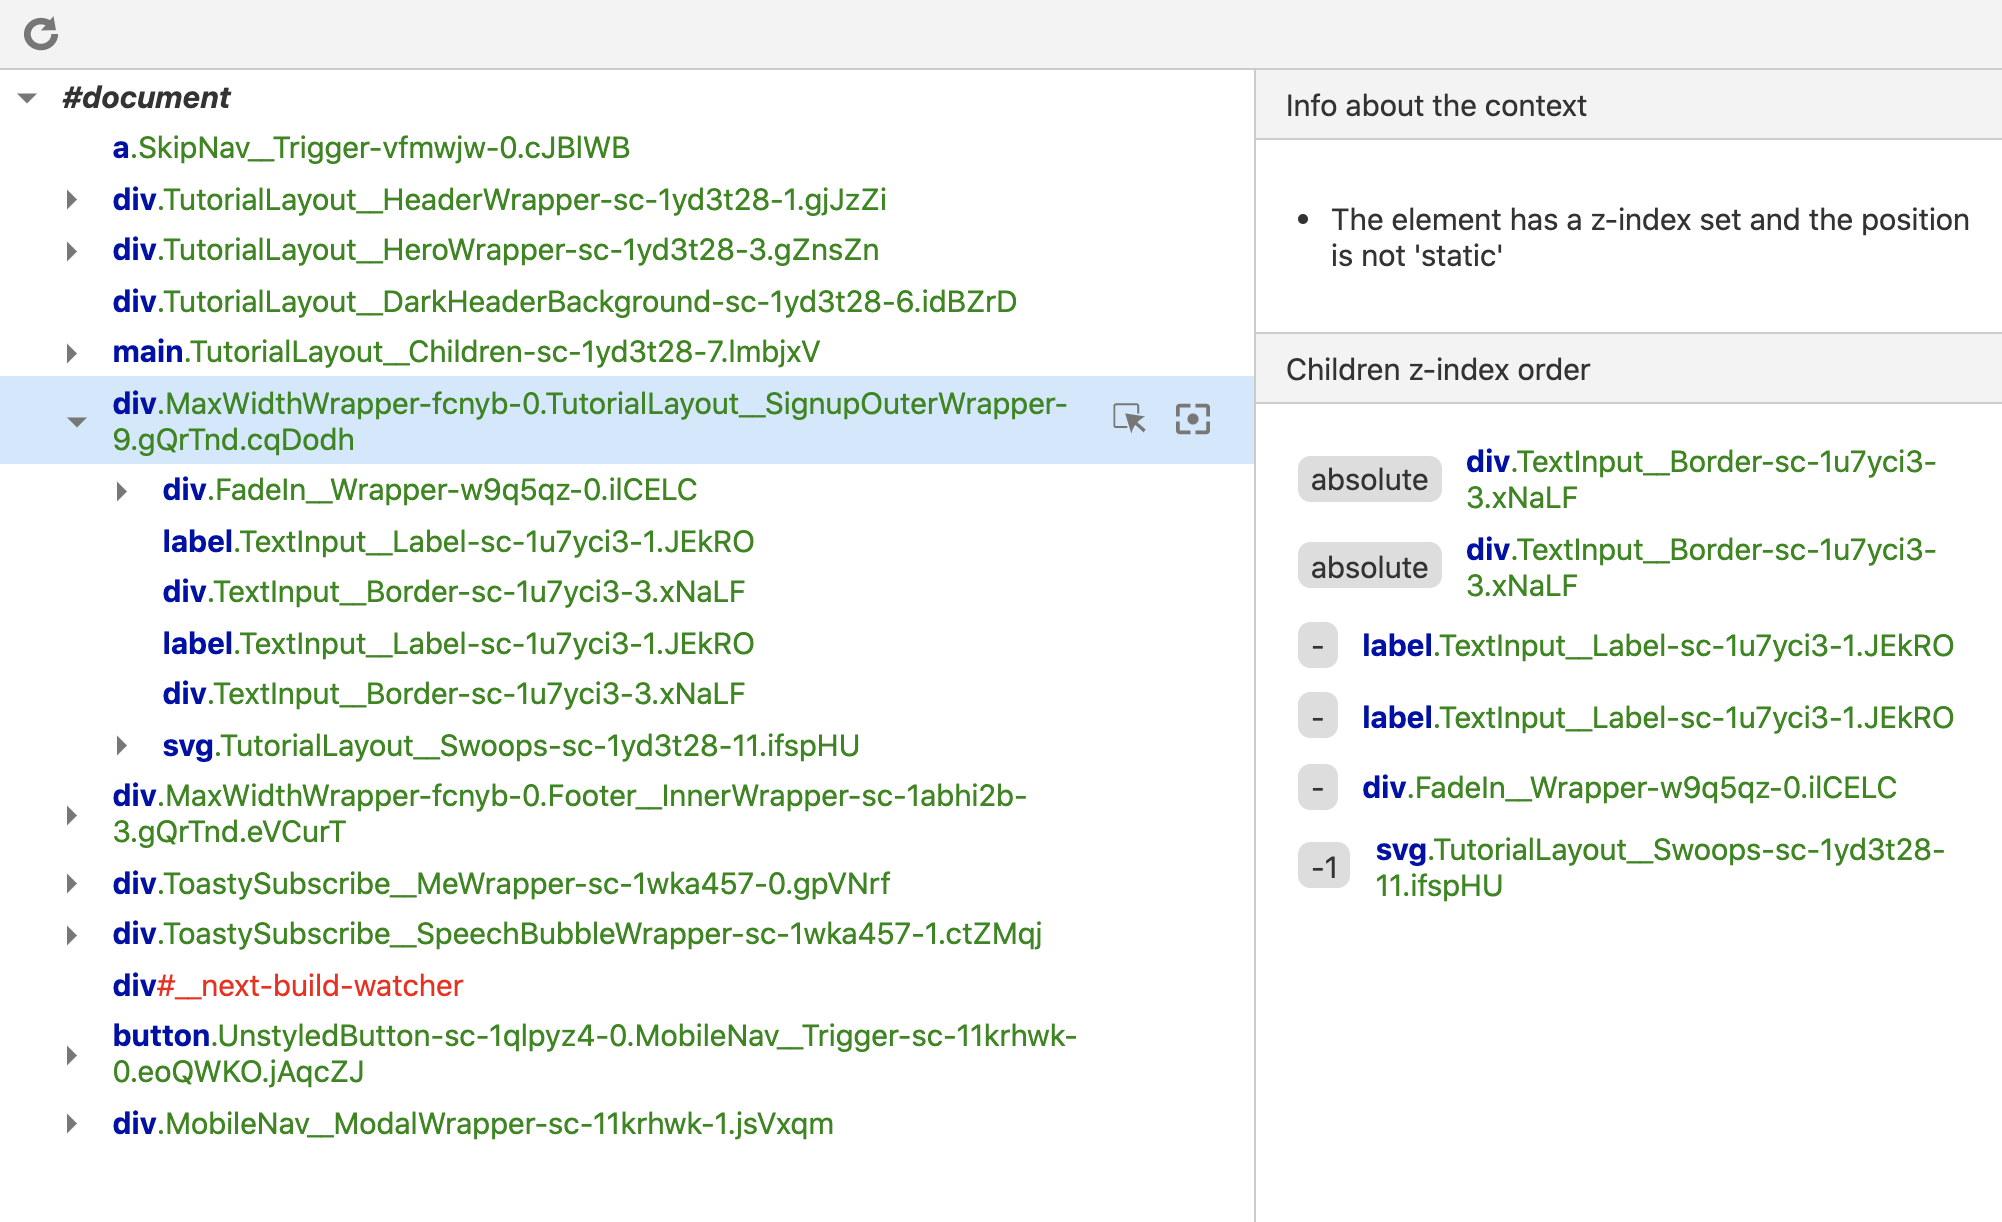 #document
a.SkipNav__Trigger-vfmwjw-0.cJBlWB
div.TutorialLayout__HeaderWrapper-sc-1yd3t28-1.gjJzZi
div.TutorialLayout__HeroWrapper-sc-1yd3t28-3.gZnsZn
div.TutorialLayout__DarkHeaderBackground-sc-1yd3t28-6.idBZrD
main.TutorialLayout__Children-sc-1yd3t28-7.lmbjxV
div.MaxWidthWrapper-fcnyb-0.TutorialLayout__SignupOuterWrapper-
9.gQrTnd.cqDodh
div.FadeIn__Wrapper-w9q5qz-0.ilCELC
label.TextInput__Label-sc-1u7yci3-1.JEkRO
div.TextInput__Border-sc-1u7yci3-3.xNaLF
label.TextInput__Label-sc-1u7yci3-1.JEkRO
div.TextInput__Border-sc-1u7yci3-3.xNaLF
svg.TutorialLayout__Swoops-sc-1yd3t28-11.ifspHU
div.MaxWidthWrapper-fcnyb-0.Footer__InnerWrapper-sc-1abhi2b-
3.gQrTnd.eVCurT
div.ToastySubscribe__MeWrapper-sc-1wka457-0.gpVNrf
div.ToastySubscribe__SpeechBubbleWrapper-sc-1wka457-1.ctZMqj
div#__next-build-watcher
button.UnstyledButton-sc-1qlpyz4-0.MobileNav__Trigger-sc-11krhwk-
0.eoQWKO.jAqcZJ
div.MobileNav__ModalWrapper-sc-11krhwk-1.jsVxqm
Info about the context
• The element has a z-index set and the position
is not 'static'
Children z-index order
absolute div.TextInput__Border-sc-1u7yci3-
3.xNaLF
absolute div.TextInput__Border-sc-1u7yci3-
3.xNaLF
- label.TextInput__Label-sc-1u7yci3-1.JEkRO
- label.TextInput__Label-sc-1u7yci3-1.JEkRO
- div.FadeIn__Wrapper-w9q5qz-0.ilCELC
-1 svg.TutorialLayout__Swoops-sc-1yd3t28-
11.ifspHU